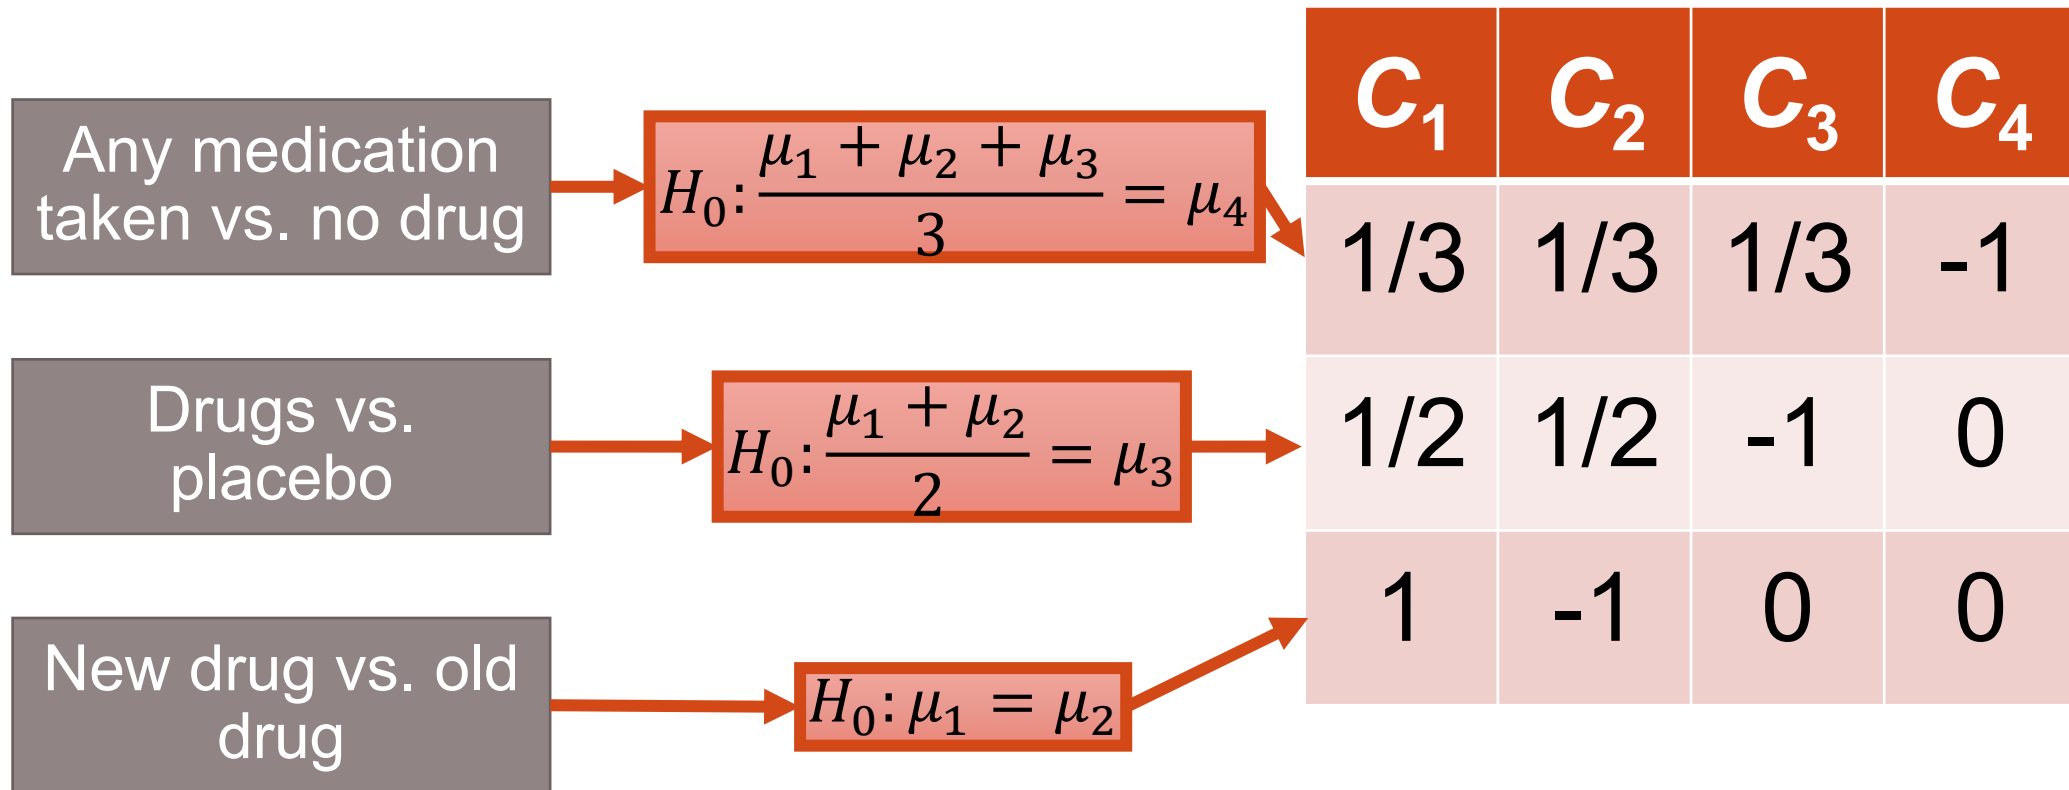 Any medication
taken vs. no drug
H₀: (μ₁ + μ₂ + μ₃)/3 = μ₄
Drugs vs.
placebo
H₀: (μ₁ + μ₂)/2 = μ₃
New drug vs. old
drug
H₀: μ₁ = μ₂
C₁ C₂ C₃ C₄
1/3 1/3 1/3 -1
1/2 1/2 -1 0
1 -1 0 0